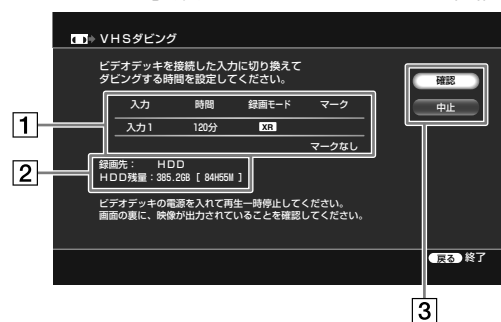 VHSダビング
ビデオデッキを接続した入力に切り換えて
ダビングする時間を設定してください。
入力 時間 録画モード マーク
入力1 120分 XR
マークなし
確認
中止
1
2
録画先： HDD
HDD残量：385.2GB [ 84H55M ]
ビデオデッキの電源を入れて再生一時停止してください。
画面の裏に、映像が出力されていることを確認してください。
戻る 終了
3